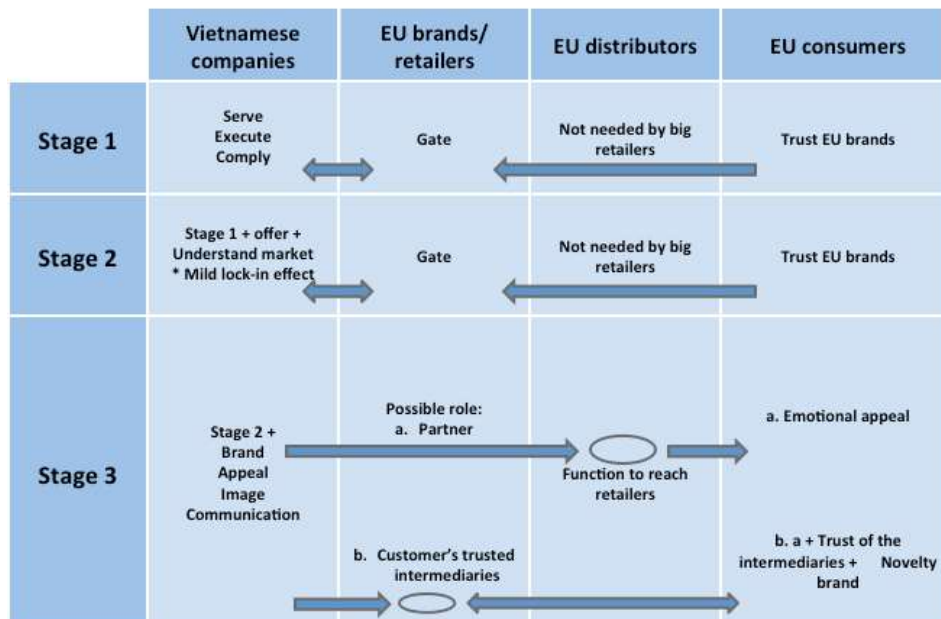 Vietnamese
companies
EU brands/
retailers
EU distributors
EU consumers
Stage 1
Serve
Execute
Comply
Gate
Not needed by big
retailers
Trust EU brands
Stage 2
Stage 1 + offer +
Understand market
* Mild lock-in effect
Gate
Not needed by big
retailers
Trust EU brands
Stage 3
Stage 2 +
Brand
Appeal
Image
Communication
Possible role:
a. Partner
Function to reach
retailers
a. Emotional appeal
b. Customer's trusted
intermediaries
b. a + Trust of the
intermediaries + Novelty
brand